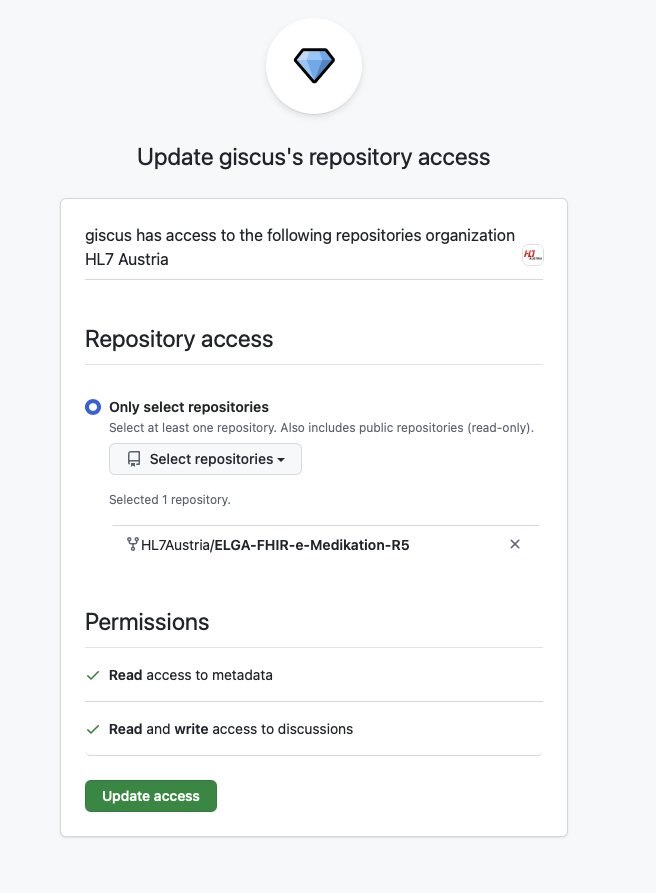 Update giscus's repository access
giscus has access to the following repositories organization
HL7 Austria
H7
AUSTRIA
Repository access
Only select repositories
Select at least one repository. Also includes public repositories (read-only).
Select repositories
Selected 1 repository.
HL7Austria/ELGA-FHIR-e-Medikation-R5
Permissions
Read access to metadata
Read and write access to discussions
Update access